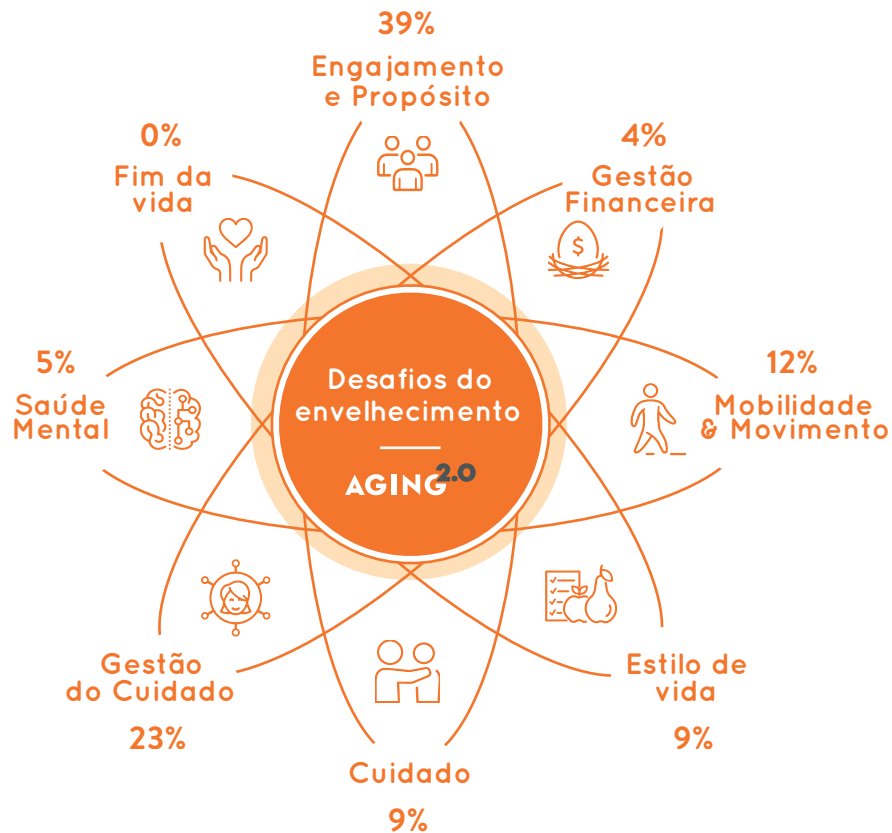 39%
Engajamento
e Propósito
4%
Gestão
Financeira
12%
Mobilidade
& Movimento
Estilo de
vida
9%
Cuidado
9%
Gestão
do Cuidado
23%
5%
Saúde
Mental
0%
Fim da
vida
$
Desafios do
envelhecimento
AGING2.0